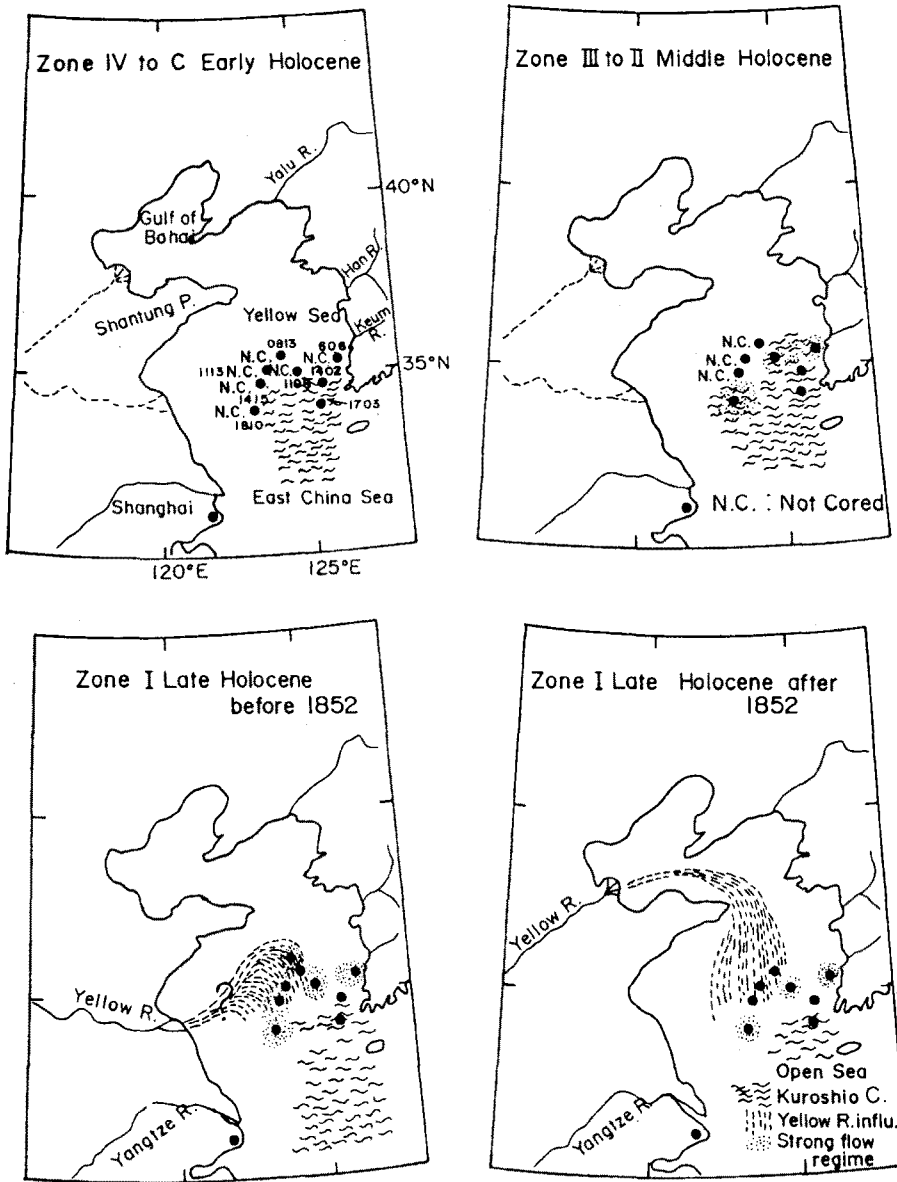 Zone IV to C Early Holocene
Yalu R.
40°N
Gulf of
Bohai
Han R.
Shantung P.
Yellow Sea
Keum
R.
0813
606
N.C.
N.C.
35°N
1113 N.C.
N.C.
1402
N.C.
1108
1415
N.C.
1703
1810
East China Sea
Shanghai
120°E
125°E
Zone III to II Middle Holocene
N.C.
N.C.
N.C.
N.C. : Not Cored
Zone I Late Holocene
before 1852
?
Yellow R.
Yangtze R.
Zone I Late Holocene after
1852
Yellow R.
Yangtze R.
Open Sea
Kuroshio C.
Yellow R. influ.
Strong flow
regime